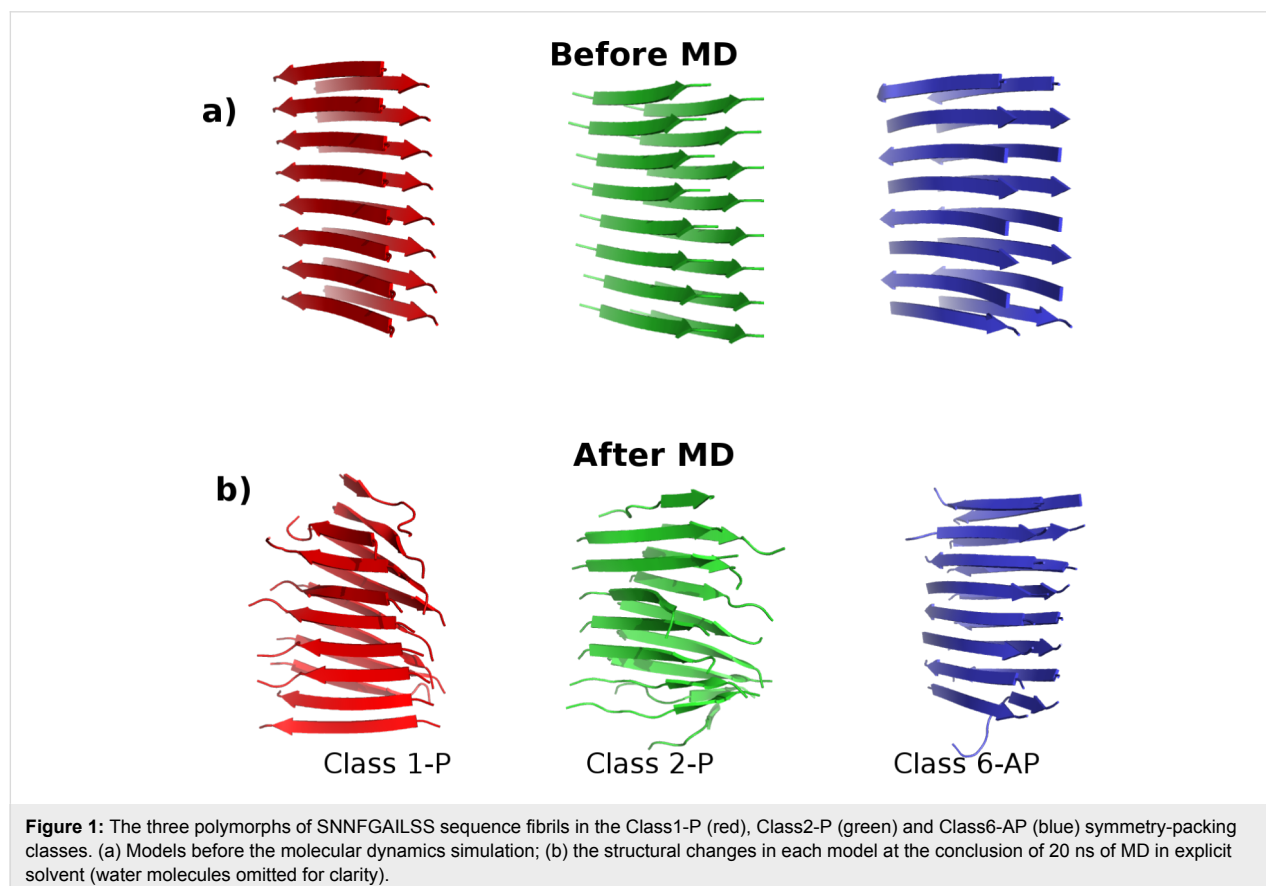 Before MD
a)
After MD
b)
Class 1-P
Class 2-P
Class 6-AP
Figure 1: The three polymorphs of SNNFGAILSS sequence fibrils in the Class1-P (red), Class2-P (green) and Class6-AP (blue) symmetry-packing
classes. (a) Models before the molecular dynamics simulation; (b) the structural changes in each model at the conclusion of 20 ns of MD in explicit
solvent (water molecules omitted for clarity).